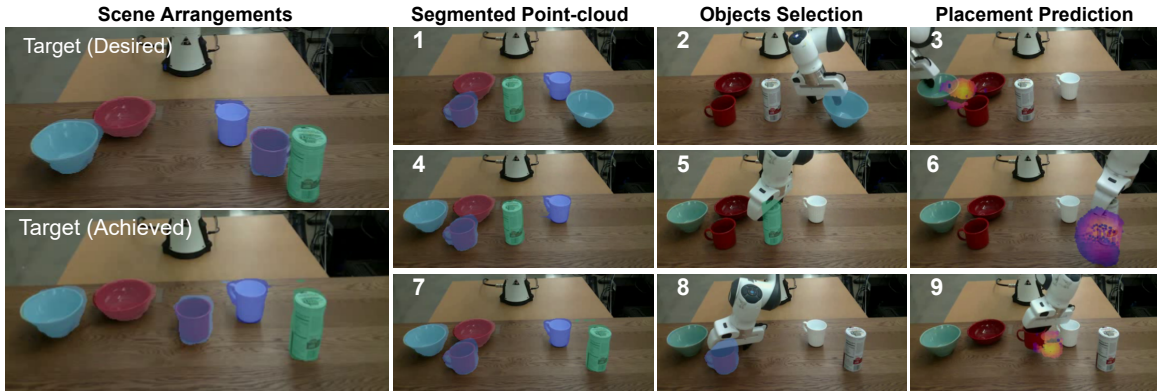 Scene Arrangements
Segmented Point-cloud
Objects Selection
Placement Prediction
Target (Desired)
1
2
3
4
5
6
Target (Achieved)
7
8
9